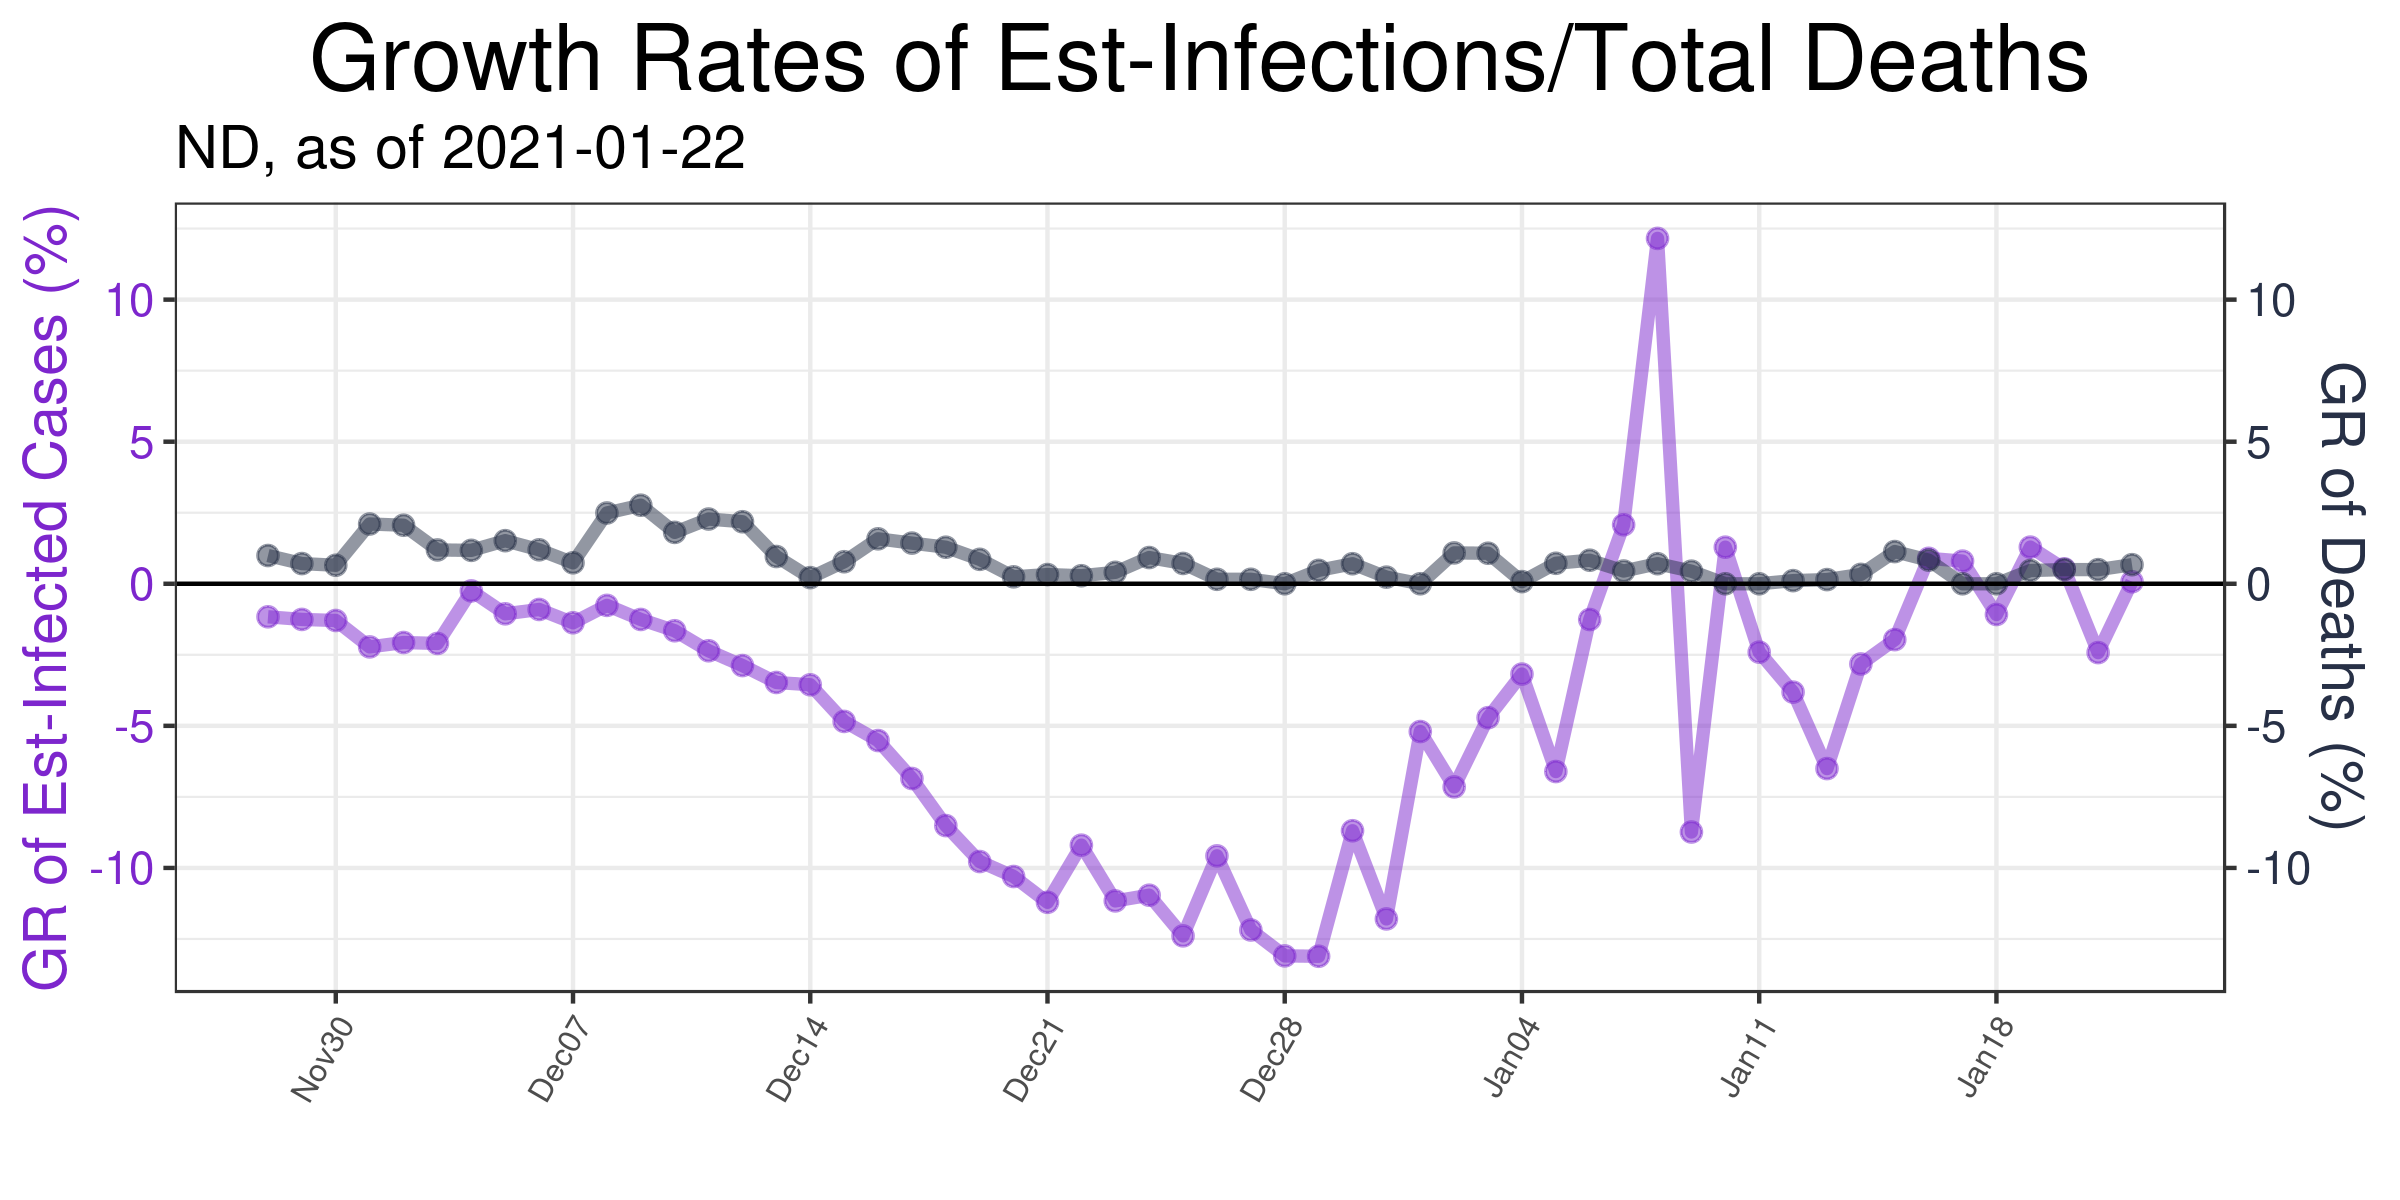 Growth Rates of Est-Infections/Total Deaths
ND, as of 2021-01-22
GR of Est-Infected Cases (%)
10
5
0
-5
-10
10
5
0
-5
-10
GR of Deaths (%)
Nov30
Dec07
Dec14
Dec21
Dec28
Jan04
Jan11
Jan18